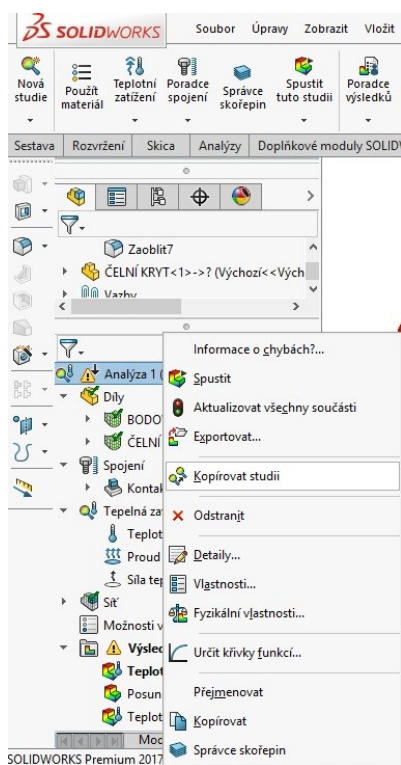 SOLIDWORKS Soubor Úpravy Zobrazit Vložit
Nová studie
Použít materiál
Teplotní zatížení
Poradce spojení
Správce skořepin
Spustit tuto studii
Poradce výsledků
Sestava Rozvržení Skica Analýzy Doplňkové moduly SOLID
Zaoblit7
ČELNÍ KRYT<1>->? (Výchozí<<Vých
Vazby
Analýza 1 (
Díly
BODO
ČELNÍ
Spojení
Kontak
Tepelná za
Teplot
Proud
Síla tep
Síť
Možnosti v
Výsled
Teplot
Posun
Teplot
Informace o chybách?...
Spustit
Aktualizovat všechny součásti
Exportovat...
Kopírovat studii
Odstranit
Detaily...
Vlastnosti...
Fyzikální vlastnosti...
Určit křivky funkcí...
Přejmenovat
Kopírovat
Správce skořepin
Moc
SOLIDWORKS Premium 2017